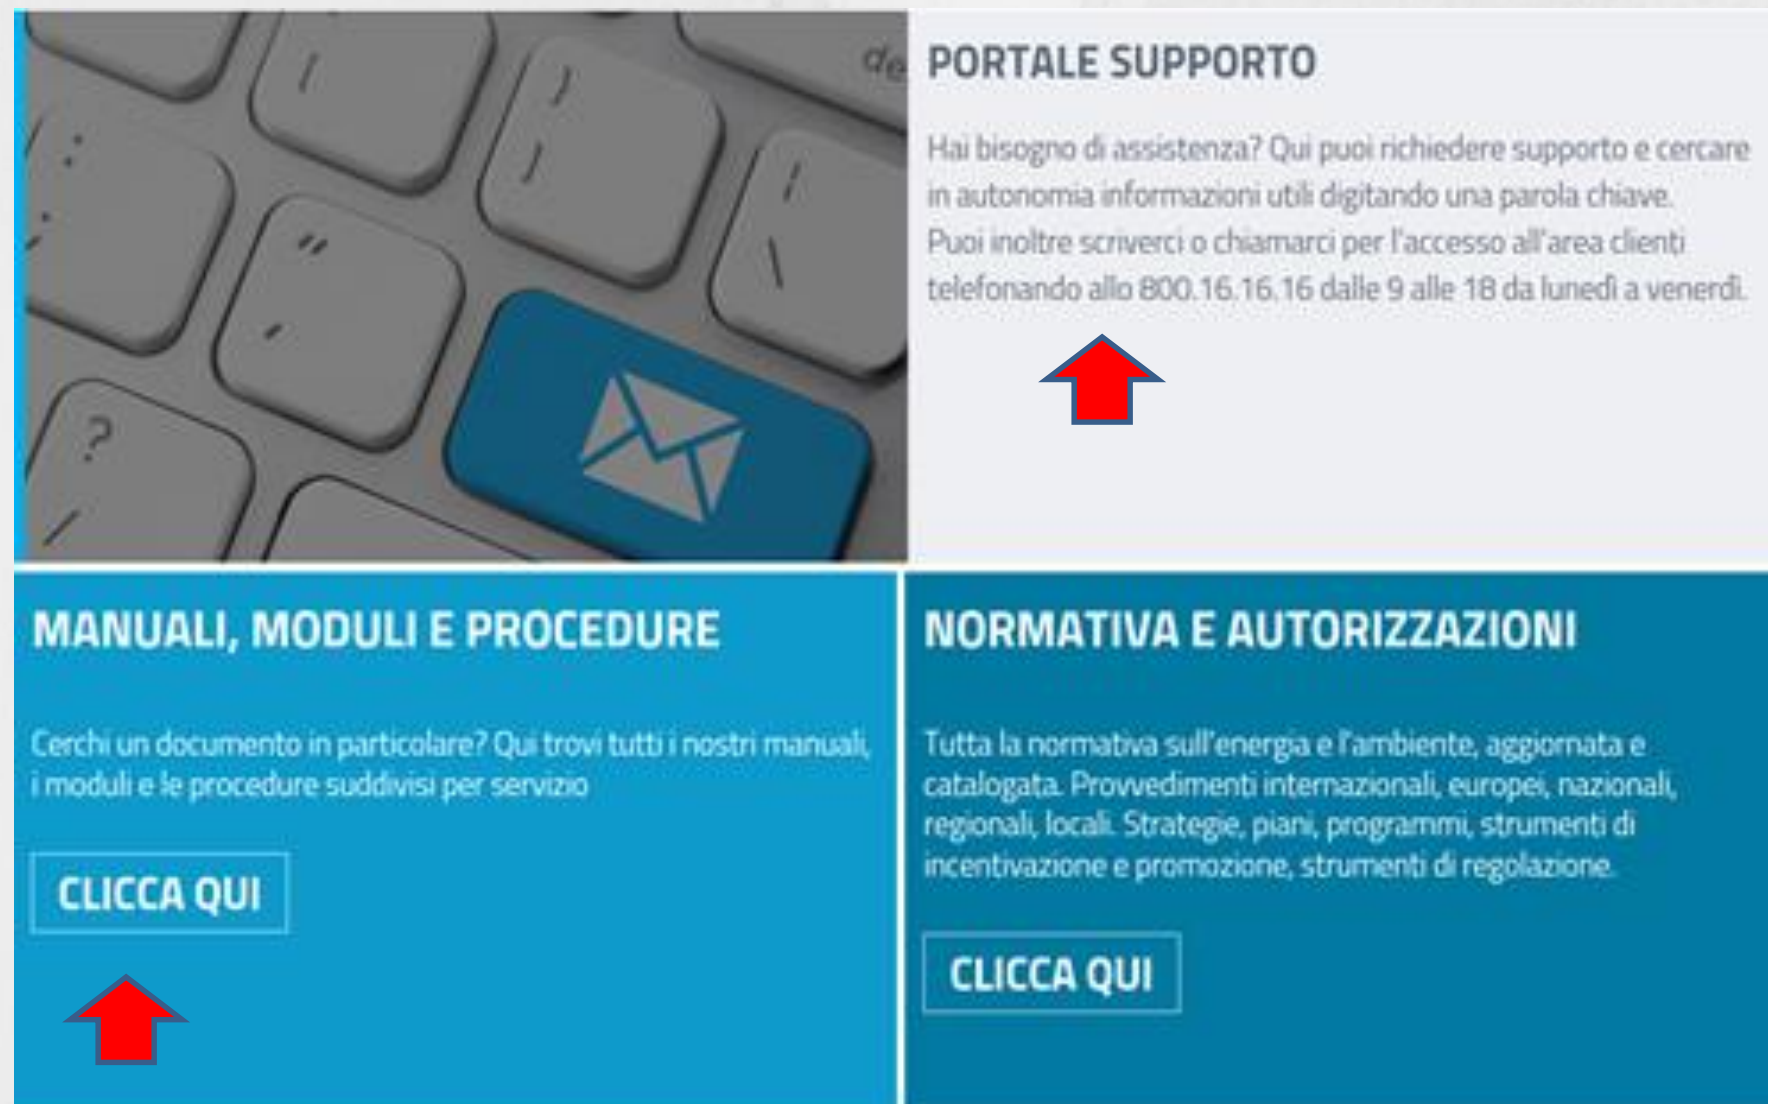 PORTALE SUPPORTO
Hai bisogno di assistenza? Qui puoi richiedere supporto e cercare
in autonomia informazioni utili digitando una parola chiave.
Puoi inoltre scriverci o chiamarci per l'accesso all'area clienti
telefonando allo 800.16.16.16 dalle 9 alle 18 da lunedì a venerdì.
MANUALI, MODULI E PROCEDURE
Cerchi un documento in particolare? Qui trovi tutti i nostri manuali,
i moduli e le procedure suddivisi per servizio
CLICCA QUI
NORMATIVA E AUTORIZZAZIONI
Tutta la normativa sull'energia e l'ambiente, aggiornata e
catalogata. Provvedimenti internazionali, europei, nazionali,
regionali, locali. Strategie, piani, programmi, strumenti di
incentivazione e promozione, strumenti di regolazione.
CLICCA QUI